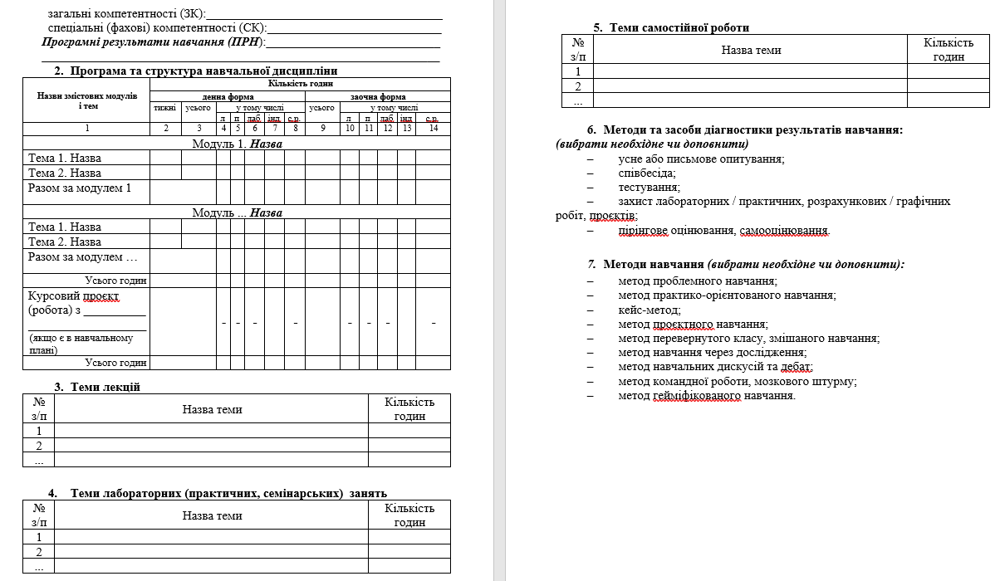 загальні компетентності (ЗК):________________________________________
спеціальні (фахові) компетентності (СК):______________________________
Програмні результати навчання (ПРН):______________________________
____________________________________________________________________
2. Програма та структура навчальної дисципліни
Назви змістових модулів і тем
Кількість годин
денна форма
заочна форма
тижні
усього
у тому числі
усього
у тому числі
л п лаб. інд. с.р.
л п лаб. інд с.р.
1 2 3 4 5 6 7 8 9 10 11 12 13 14
Модуль 1. Назва
Тема 1. Назва
Тема 2. Назва
Разом за модулем 1
Модуль ... Назва
Тема 1. Назва
Тема 2. Назва
Разом за модулем …
Усього годин
Курсовий проєкт
(робота) з __________
___________________
(якщо є в навчальному
плані)
- - - - - - - -
Усього годин
3. Теми лекцій
№ з/п
Назва теми
Кількість годин
1
2
...
4. Теми лабораторних (практичних, семінарських) занять
№ з/п
Назва теми
Кількість годин
1
2
...
5. Теми самостійної роботи
№ з/п
Назва теми
Кількість годин
1
2
...
6. Методи та засоби діагностики результатів навчання:
(вибрати необхідне чи доповнити)
– усне або письмове опитування;
– співбесіда;
– тестування;
– захист лабораторних / практичних, розрахункових / графічних
робіт, проєктів;
– пірінгове оцінювання, самооцінювання.
7. Методи навчання (вибрати необхідне чи доповнити):
– метод проблемного навчання;
– метод практико-орієнтованого навчання;
– кейс-метод;
– метод проєктного навчання;
– метод перевернутого класу, змішаного навчання;
– метод навчання через дослідження;
– метод навчальних дискусій та дебат;
– метод командної роботи, мозкового штурму;
– метод гейміфікованого навчання.